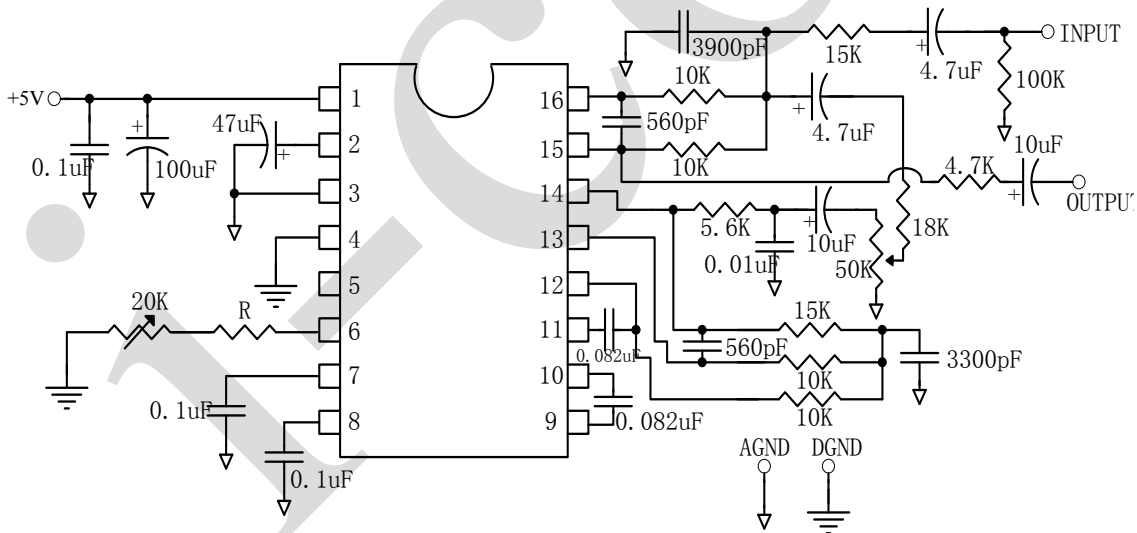 3900pF
15K
+
4.7uF
INPUT
100K
+5V
0.1uF
+
100uF
47uF
+
1
2
3
4
5
6
7
8
16
15
14
13
12
11
10
9
10K
560pF
10K
+
4.7uF
4.7K
10uF
+
OUTPUT
5.6K
0.01uF
+
10uF
50K
18K
20K
R
0.1uF
0.1uF
0.082uF
0.082uF
15K
560pF
10K
10K
3300pF
AGND
DGND